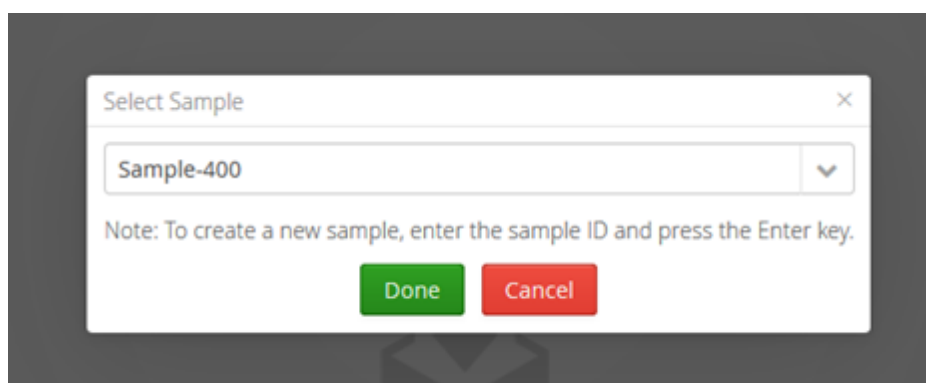 Select Sample
Sample-400
Note: To create a new sample, enter the sample ID and press the Enter key.
Done Cancel